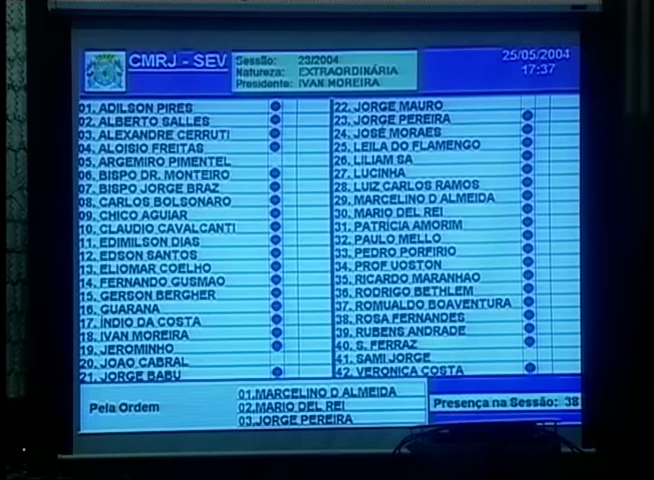 CMRJ - SEV
Sessão: 23/2004
Natureza: EXTRAORDINÁRIA
Presidente: IVAN MOREIRA
25/05/2004
17:37
01. ADILSON PIRES
02. ALBERTO SALLES
03. ALEXANDRE CERRUTI
04. ALOISIO FREITAS
05. ARGEMIRO PIMENTEL
06. BISPO DR. MONTEIRO
07. BISPO JORGE BRAZ
08. CARLOS BOLSONARO
09. CHICO AGUIAR
10. CLAUDIO CAVALCANTI
11. EDIMILSON DIAS
12. EDSON SANTOS
13. ELIOMAR COELHO
14. FERNANDO GUSMAO
15. GERSON BERGHER
16. GUARANA
17. ÍNDIO DA COSTA
18. IVAN MOREIRA
19. JEROMINHO
20. JOAO CABRAL
21. JORGE BABU
22. JORGE MAURO
23. JORGE PEREIRA
24. JOSÉ MORAES
25. LEILA DO FLAMENGO
26. LILIAM SA
27. LUCINHA
28. LUIZ CARLOS RAMOS
29. MARCELINO D ALMEIDA
30. MARIO DEL REI
31. PATRÍCIA AMORIM
32. PAULO MELLO
33. PEDRO PORFIRIO
34. PROF UOSTON
35. RICARDO MARANHAO
36. RODRIGO BETHLEM
37. ROMUALDO BOAVENTURA
38. ROSA FERNANDES
39. RUBENS ANDRADE
40. S. FERRAZ
41. SAMI JORGE
42. VERONICA COSTA
Pela Ordem
01.MARCELINO D ALMEIDA
02.MARIO DEL REI
03.JORGE PEREIRA
Presença na Sessão: 38